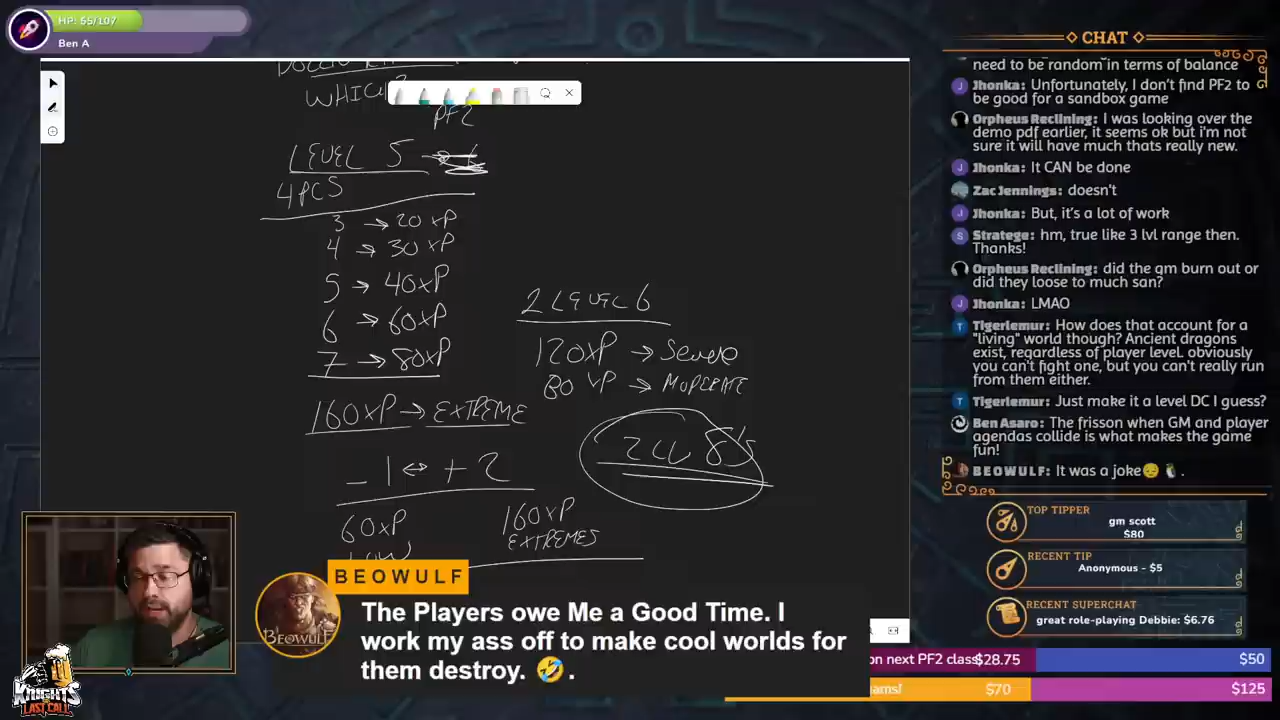 HP: 65/107
Ben A
WHICH
PF2
LEVEL 5 →
4 PCS
3 → 20 XP
4 → 30 XP
5 → 40 XP
6 → 60 XP
7 → 80 XP
160 XP → EXTREME
-1 ↔ +2
60 XP
LOW
160 XP
EXTREMES
2 LEVEL 6
120 XP → Severe
80 XP → MODERATE
BEOWULF
BEOWULF
The Players owe Me a Good Time. I
work my ass off to make cool worlds for
them destroy. 🤣.
KNIGHTS
LAST CALL
CHAT
need to be random in terms of balance
Jhonka: Unfortunately, I don't find PF2 to
be good for a sandbox game
Orpheus Reclining: I was looking over the
demo pdf earlier, it seems ok but i'm not
sure it will have much thats really new.
Jhonka: It CAN be done
Zac Jennings: doesn't
Jhonka: But, it's a lot of work
Stratege: hm, true like 3 lvl range then.
Thanks!
Orpheus Reclining: did the gm burn out or
did they loose to much san?
Jhonka: LMAO
Tigerlemur: How does that account for a
"living" world though? Ancient dragons
exist, regardless of player level. obviously
you can't fight one, but you can't really run
from them either.
Tigerlemur: Just make it a level DC I guess?
Ben Asaro: The frisson when GM and player
agendas collide is what makes the game
fun!
BEOWULF: It was a joke😔 🐧 .
TOP TIPPER
gm scott
$80
RECENT TIP
Anonymous - $5
RECENT SUPERCHAT
great role-playing Debbie: $6.76
on next PF2 class
$28.75
$50
ams!
$70
$125